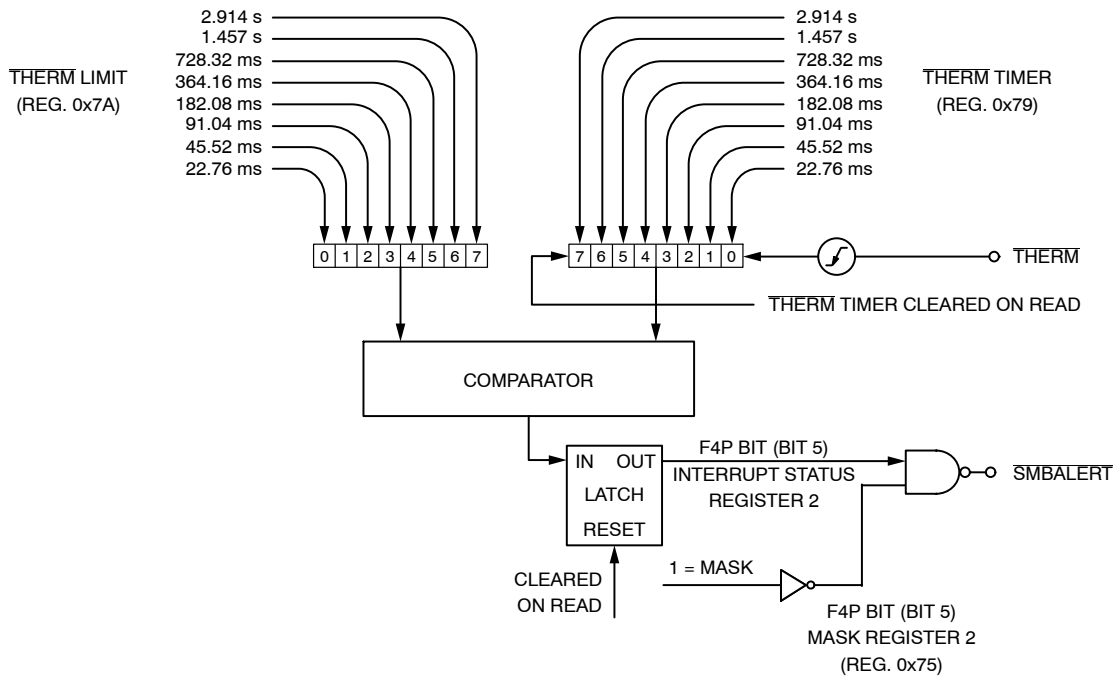 2.914 s
1.457 s
728.32 ms
364.16 ms
182.08 ms
91.04 ms
45.52 ms
22.76 ms
THERM LIMIT
(REG. 0x7A)
2.914 s
1.457 s
728.32 ms
364.16 ms
182.08 ms
91.04 ms
45.52 ms
22.76 ms
THERM TIMER
(REG. 0x79)
0 1 2 3 4 5 6 7
7 6 5 4 3 2 1 0
THERM
THERM TIMER CLEARED ON READ
COMPARATOR
IN OUT
LATCH
RESET
F4P BIT (BIT 5)
INTERRUPT STATUS
REGISTER 2
SMBALERT
CLEARED
ON READ
1 = MASK
F4P BIT (BIT 5)
MASK REGISTER 2
(REG. 0x75)